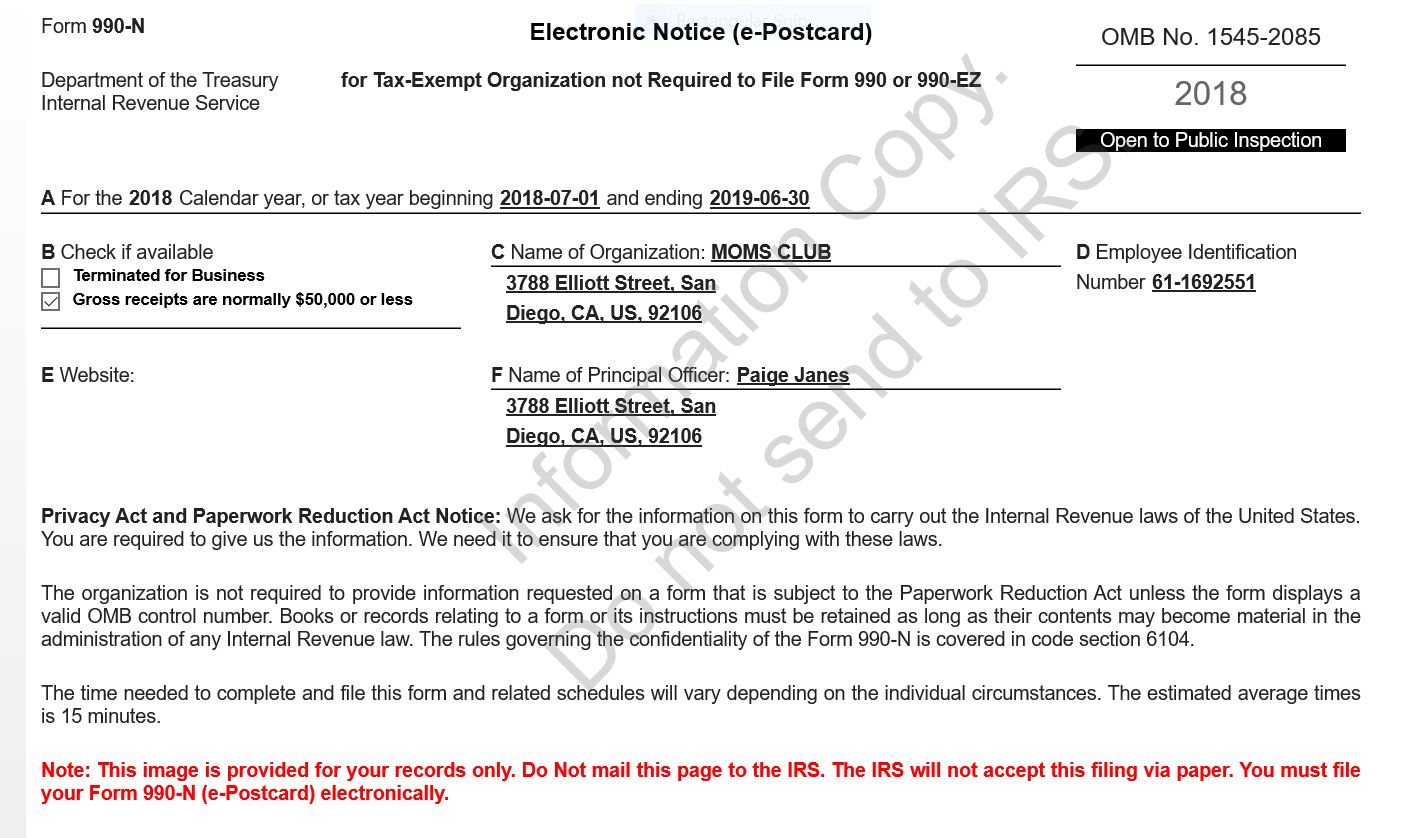 Form 990-N
Electronic Notice (e-Postcard)
OMB No. 1545-2085
Department of the Treasury
Internal Revenue Service
for Tax-Exempt Organization not Required to File Form 990 or 990-EZ
2018
Open to Public Inspection
A For the 2018 Calendar year, or tax year beginning 2018-07-01 and ending 2019-06-30
B Check if available
Terminated for Business
Gross receipts are normally $50,000 or less
C Name of Organization: MOMS CLUB
3788 Elliott Street, San
Diego, CA, US, 92106
D Employee Identification
Number 61-1692551
E Website:
F Name of Principal Officer: Paige Janes
3788 Elliott Street, San
Diego, CA, US, 92106
Privacy Act and Paperwork Reduction Act Notice: We ask for the information on this form to carry out the Internal Revenue laws of the United States.
You are required to give us the information. We need it to ensure that you are complying with these laws.
The organization is not required to provide information requested on a form that is subject to the Paperwork Reduction Act unless the form displays a
valid OMB control number. Books or records relating to a form or its instructions must be retained as long as their contents may become material in the
administration of any Internal Revenue law. The rules governing the confidentiality of the Form 990-N is covered in code section 6104.
The time needed to complete and file this form and related schedules will vary depending on the individual circumstances. The estimated average times
is 15 minutes.
Note: This image is provided for your records only. Do Not mail this page to the IRS. The IRS will not accept this filing via paper. You must file
your Form 990-N (e-Postcard) electronically.
Information Copy.
Do not send to IRS
Rectangular Snip